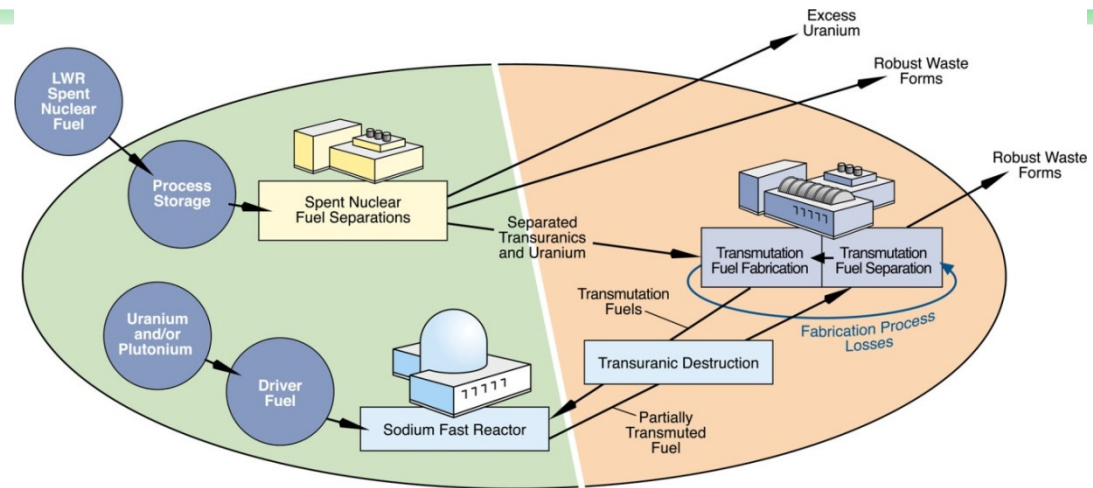 Excess
Uranium
Robust Waste
Forms
LWR
Spent
Nuclear
Fuel
Process
Storage
Spent Nuclear
Fuel Separations
Separated
Transuranics
and Uranium
Robust Waste
Forms
Transmutation
Fuel Fabrication
Transmutation
Fuel Separation
Fabrication Process
Losses
Transmutation
Fuels
Transuranic Destruction
Uranium
and/or
Plutonium
Driver
Fuel
Sodium Fast Reactor
Partially
Transmuted
Fuel